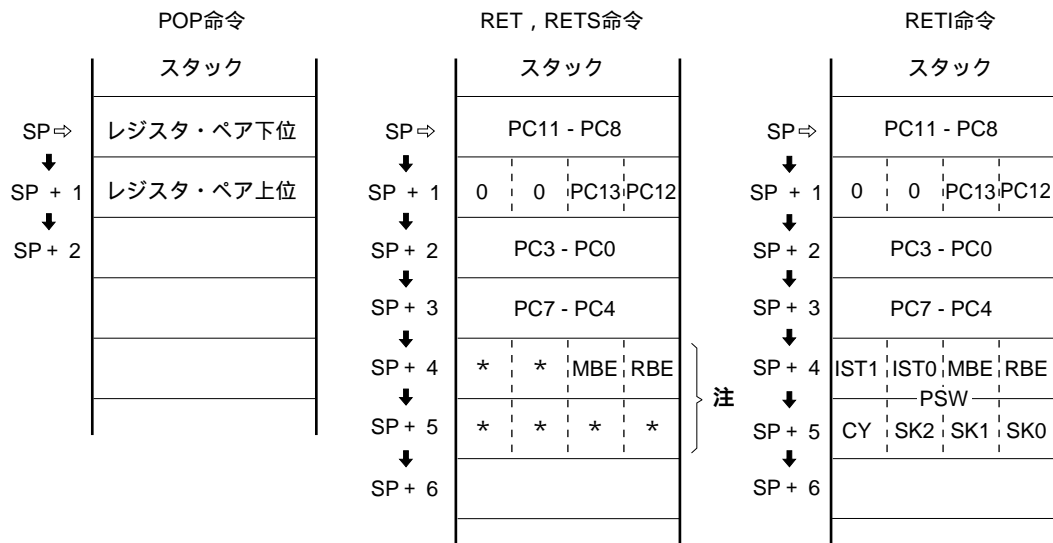 POP命令
スタック
SP⇨ レジスタ・ペア下位
SP + 1 レジスタ・ペア上位
SP + 2
RET , RETS命令
スタック
SP⇨ PC11 - PC8
SP + 1 0 0 PC13 PC12
SP + 2 PC3 - PC0
SP + 3 PC7 - PC4
SP + 4 * * MBE RBE
SP + 5 * * * *
注
SP + 6
RETI命令
スタック
SP⇨ PC11 - PC8
SP + 1 0 0 PC13 PC12
SP + 2 PC3 - PC0
SP + 3 PC7 - PC4
SP + 4 IST1 IST0 MBE RBE
PSW
SP + 5 CY SK2 SK1 SK0
SP + 6